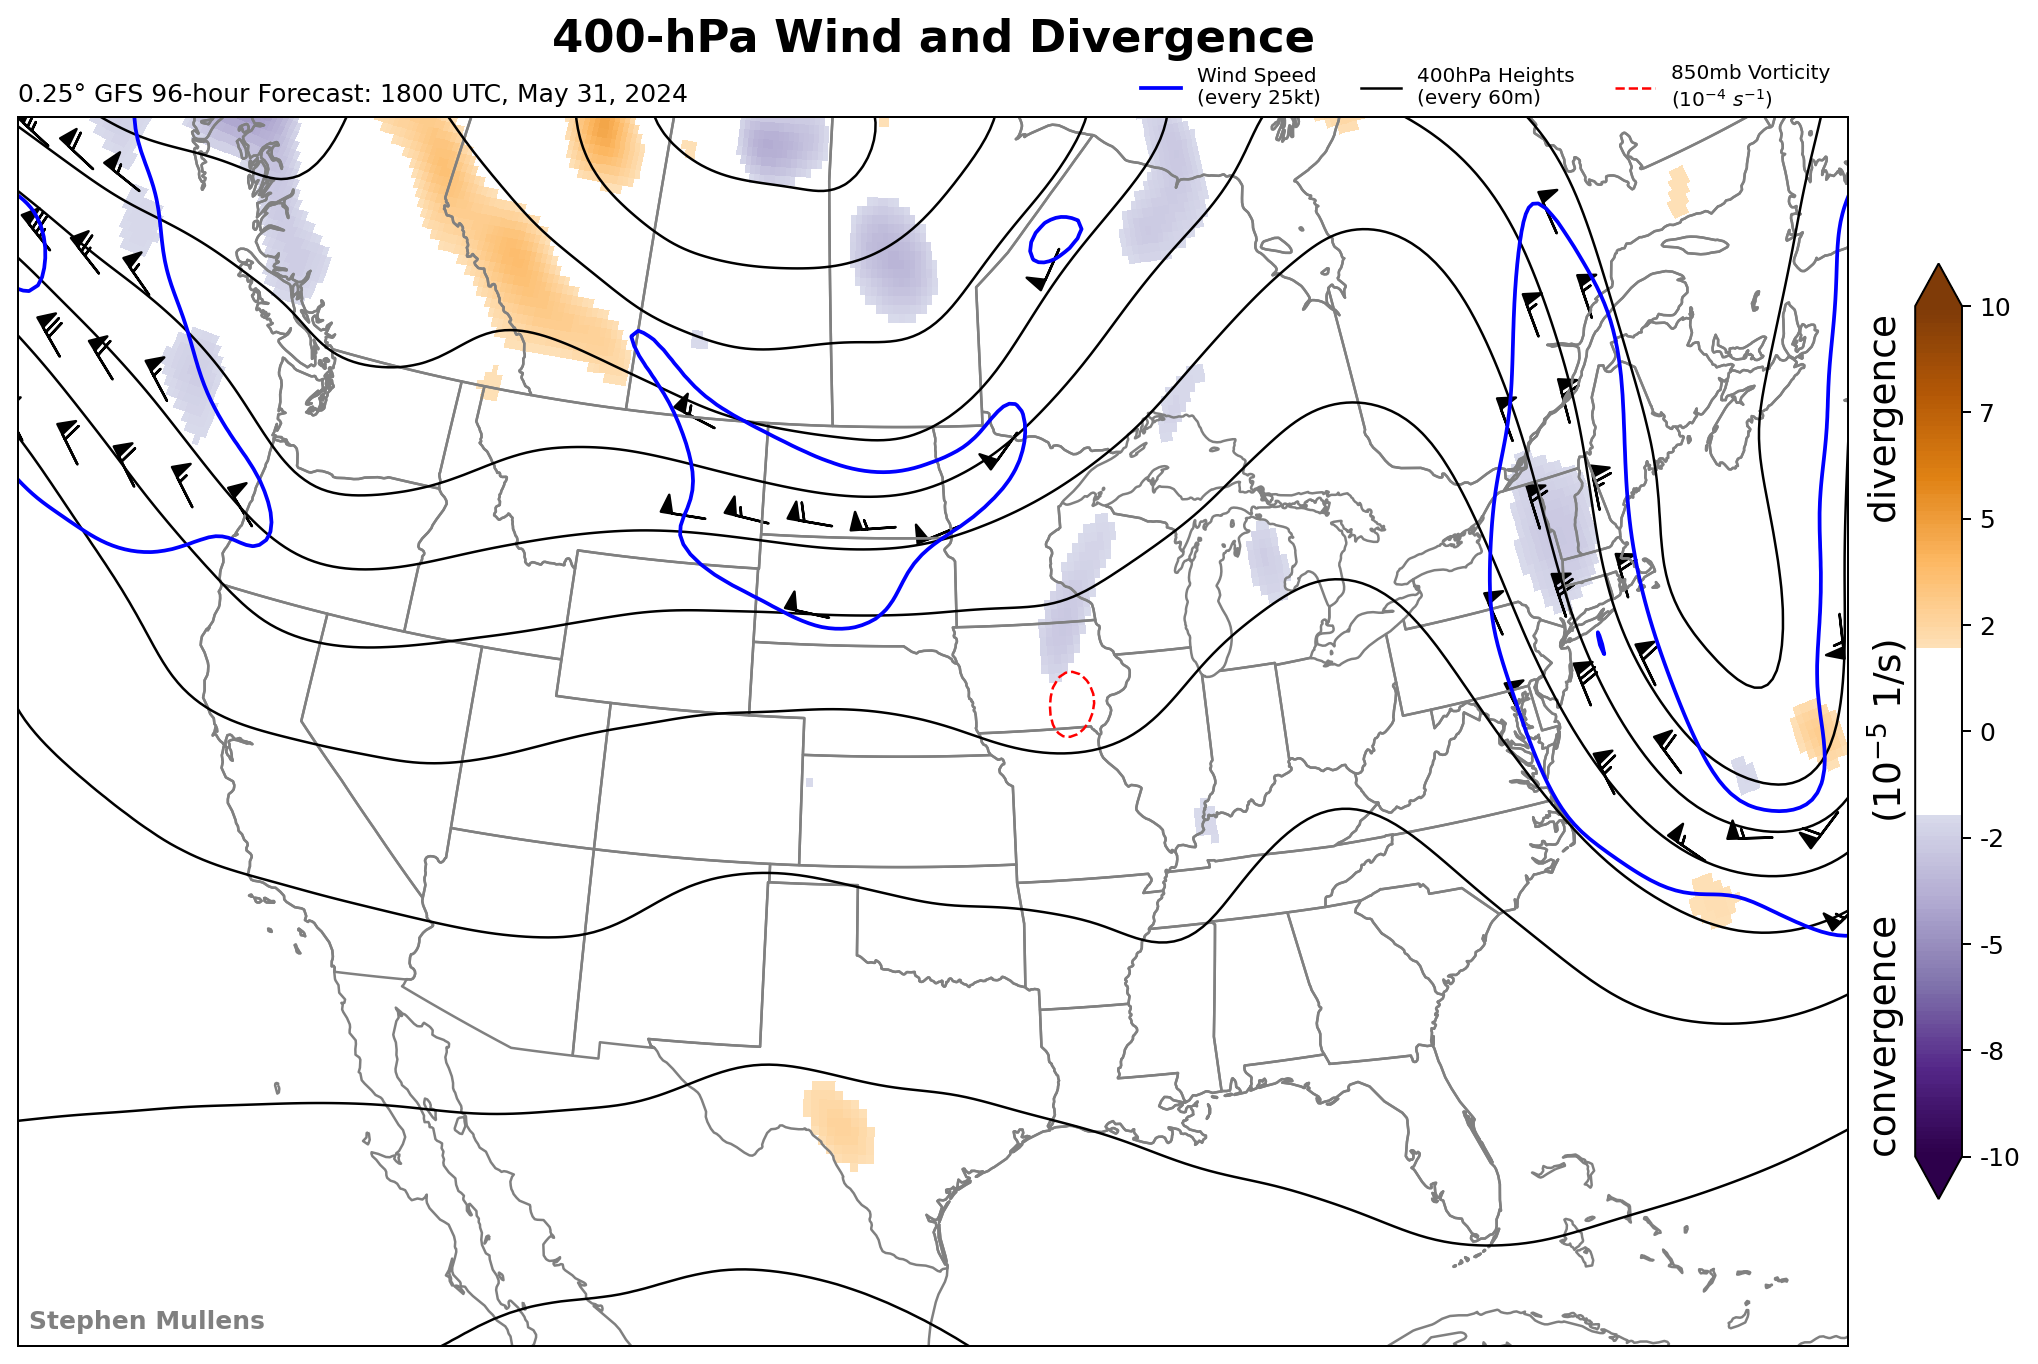 400-hPa Wind and Divergence
0.25° GFS 96-hour Forecast: 1800 UTC, May 31, 2024
Wind Speed
(every 25kt)
400hPa Heights
(every 60m)
850mb Vorticity
(10⁻⁴ s⁻¹)
10
7
5
2
0
-2
-5
-8
-10
convergence (10⁻⁵ 1/s) divergence
Stephen Mullens